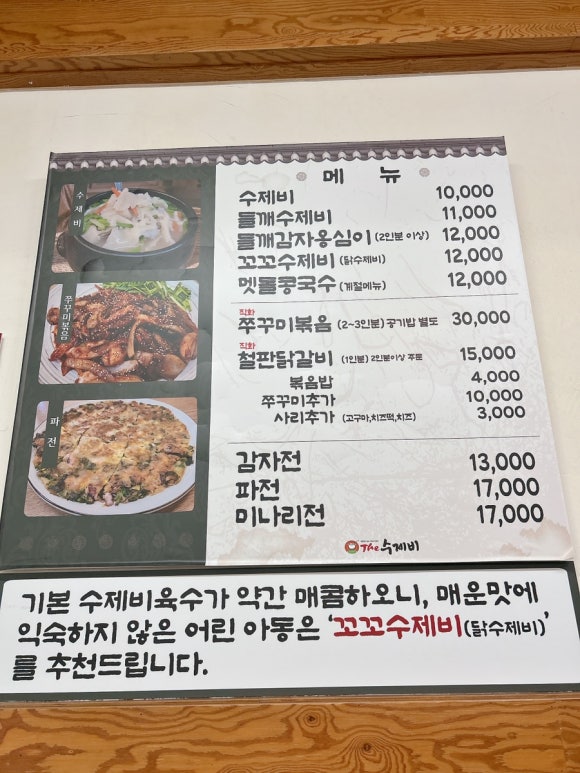 메 뉴
수제비
수제비 10,000
들깨수제비 11,000
들깨감자옹심이 (2인분 이상) 12,000
꼬꼬수제비 (닭수제비) 12,000
멧돌콩국수 (계절메뉴) 12,000
쭈꾸미볶음
직화
쭈꾸미볶음 (2~3인분) 공기밥 별도 30,000
직화
철판닭갈비 (1인분) 2인분이상 주문 15,000
볶음밥 4,000
쭈꾸미추가 10,000
사리추가 (고구마,치즈떡,치즈) 3,000
파전
감자전 13,000
파전 17,000
미나리전 17,000
The 수제비
기본 수제비육수가 약간 매콤하오니, 매운맛에
익숙하지 않은 어린 아동은 '꼬꼬수제비(닭수제비)'
를 추천드립니다.